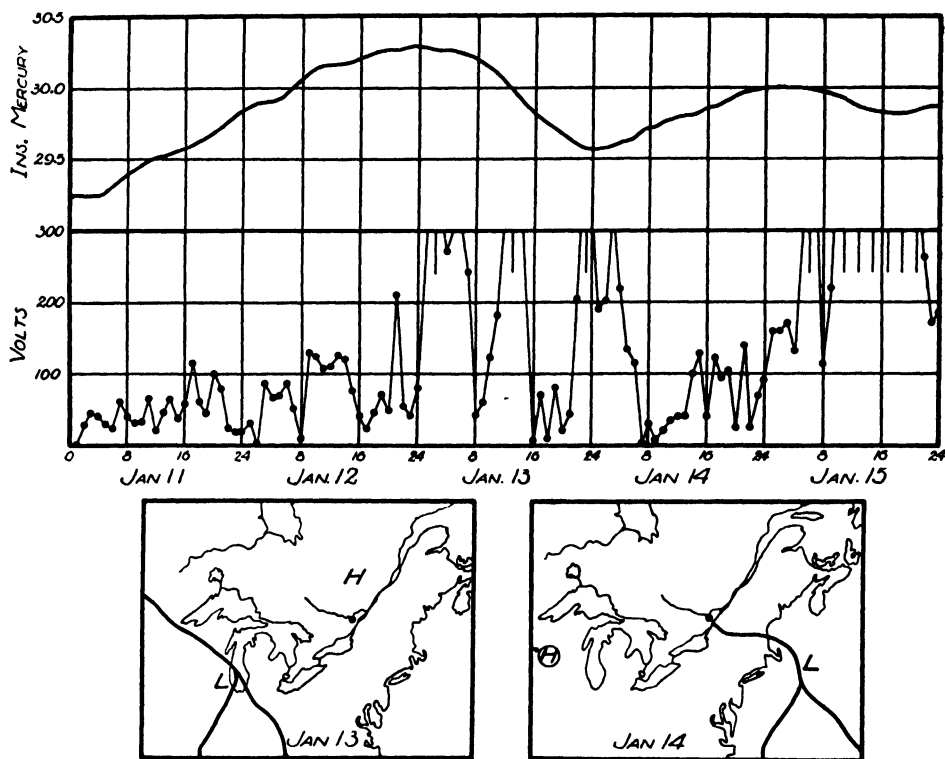 30.5
INS. MERCURY
30.0
29.5
300
VOLTS
200
100
0 8 16 24 8 16 24 8 16 24 8 16 24 8 16 24
JAN 11 JAN. 12 JAN. 13 JAN 14 JAN. 15
H
L
JAN 13
H
L
JAN 14